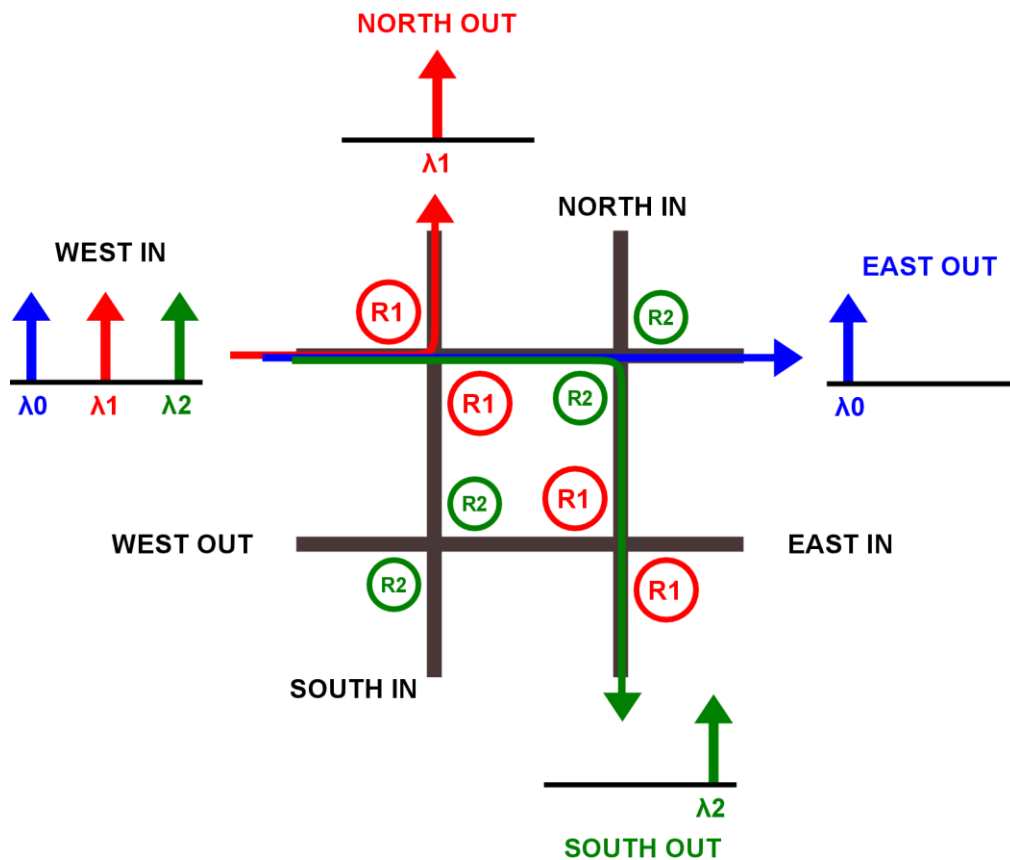 NORTH OUT
λ1
NORTH IN
WEST IN
EAST OUT
R1
R2
λ0 λ1 λ2
λ0
R1
R2
R2
R1
WEST OUT
EAST IN
R2
R1
SOUTH IN
λ2
SOUTH OUT